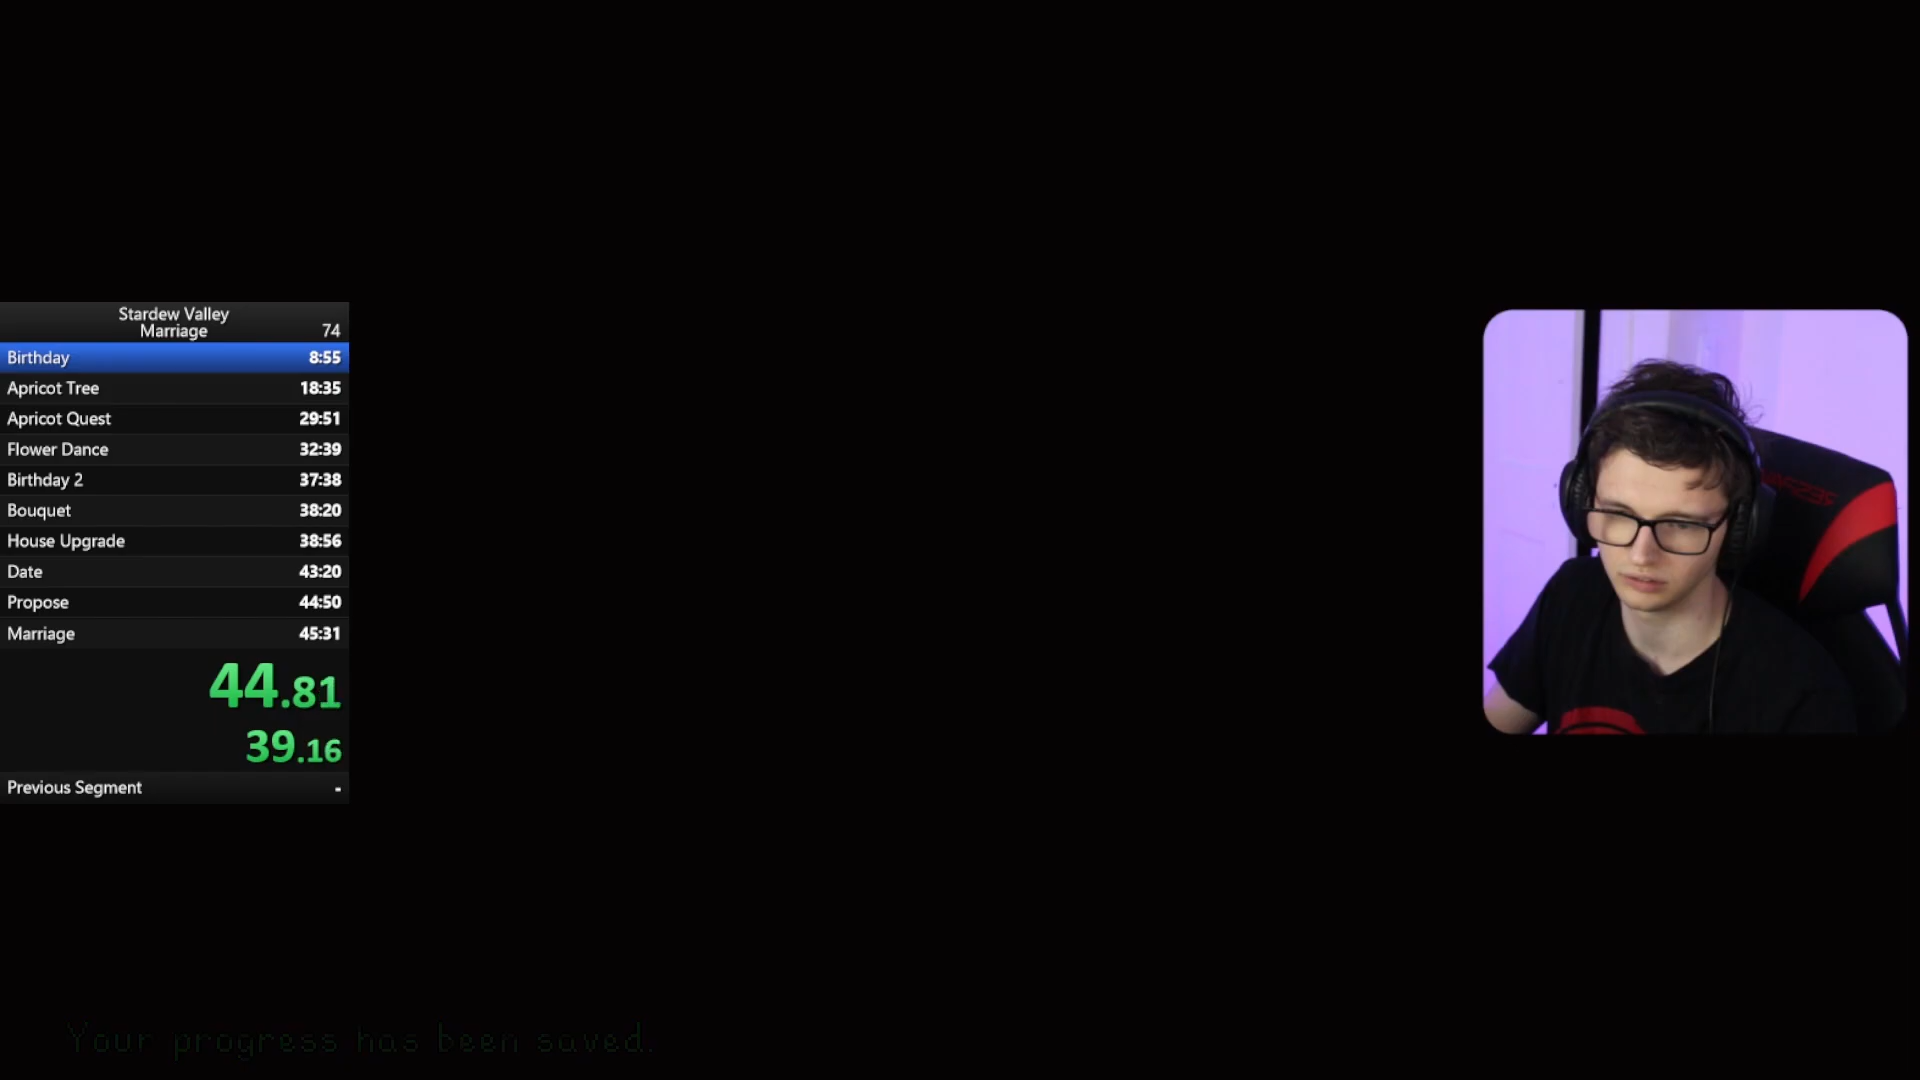 Stardew Valley
Marriage 74
Birthday 8:55
Apricot Tree 18:35
Apricot Quest 29:51
Flower Dance 32:39
Birthday 2 37:38
Bouquet 38:20
House Upgrade 38:56
Date 43:20
Propose 44:50
Marriage 45:31
44.81
39.16
Previous Segment -
Your progress has been saved.